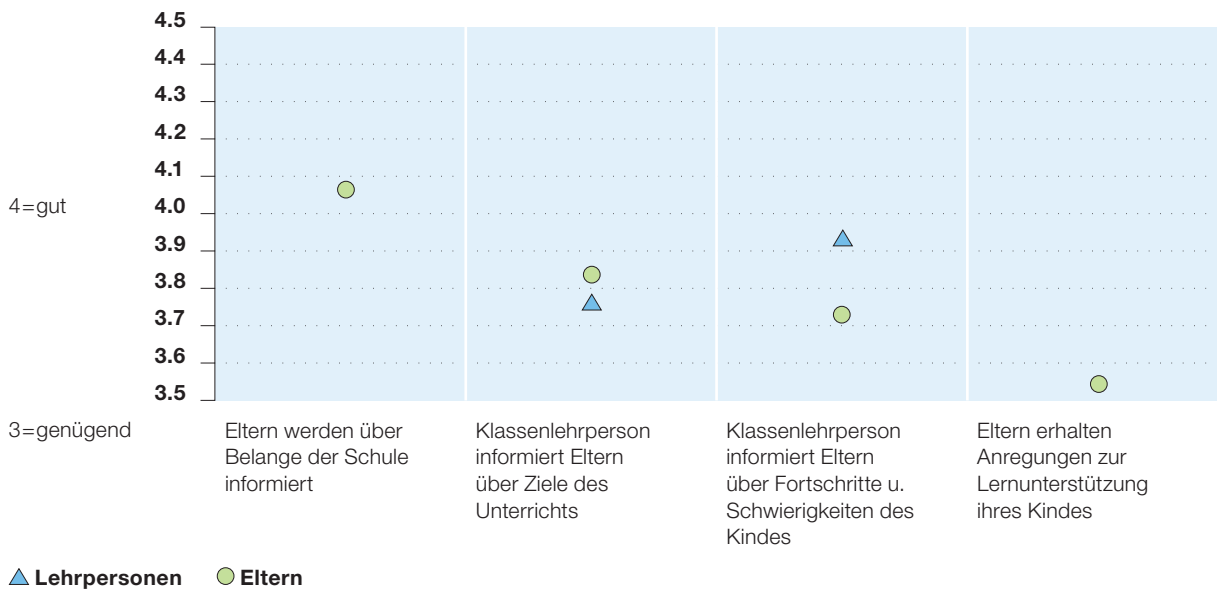 4.5
4.4
4.3
4.2
4.1
4=gut
4.0
3.9
3.8
3.7
3.6
3.5
3=genügend
Eltern werden über
Belange der Schule
informiert
Klassenlehrperson
informiert Eltern
über Ziele des
Unterrichts
Klassenlehrperson
informiert Eltern
über Fortschritte u.
Schwierigkeiten des
Kindes
Eltern erhalten
Anregungen zur
Lernunterstützung
ihres Kindes
Lehrpersonen
Eltern